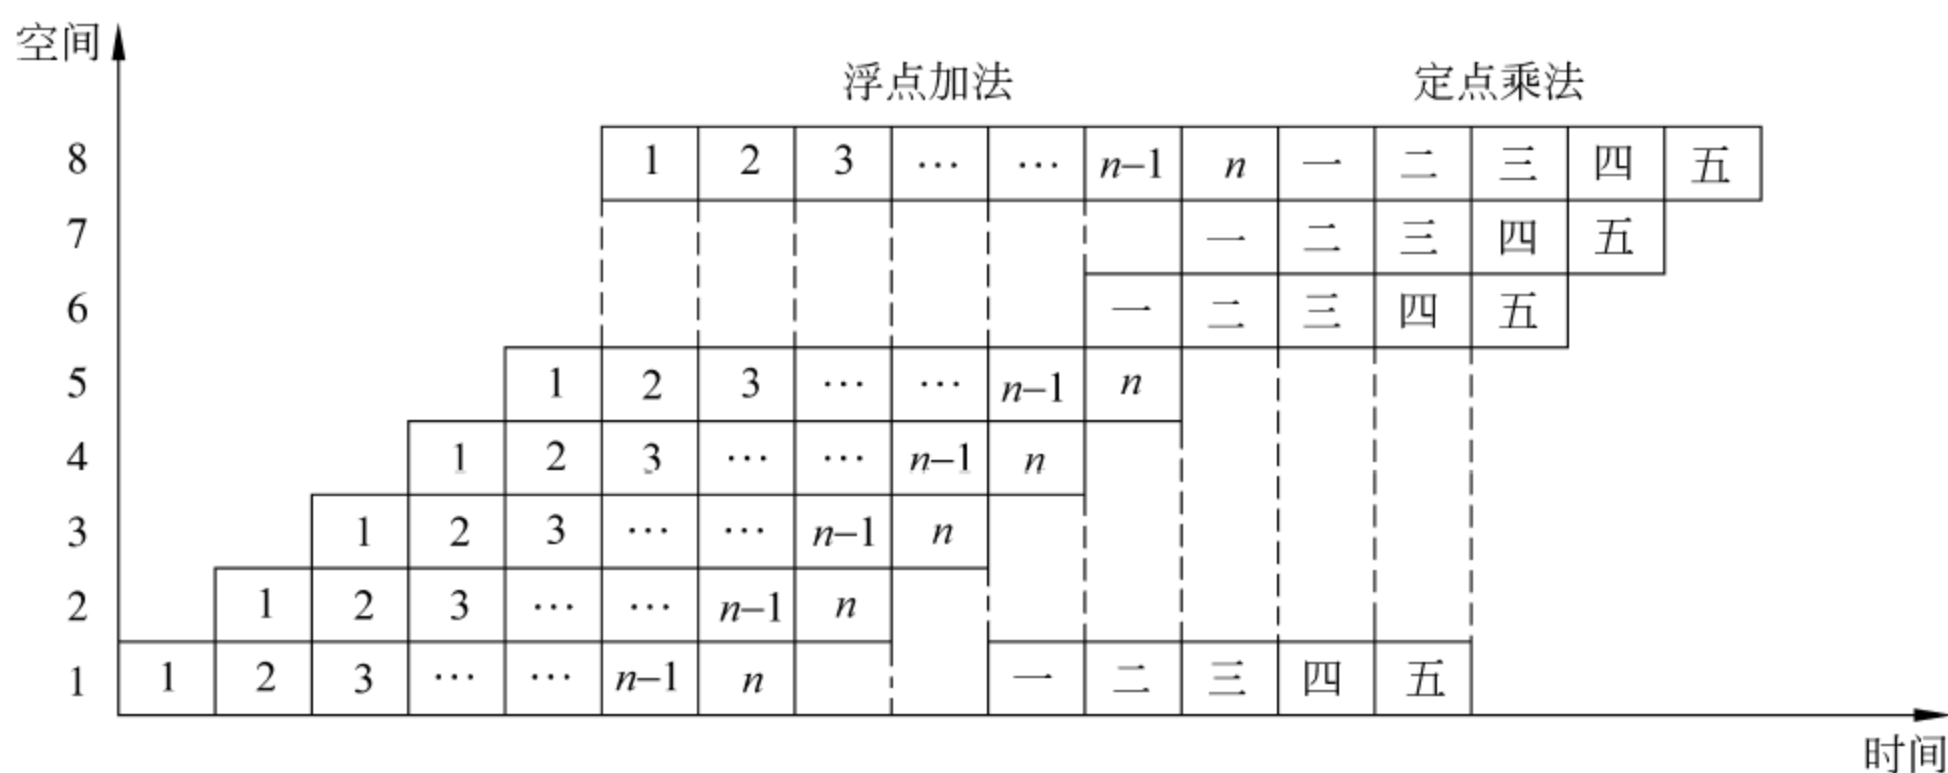 空间
浮点加法 定点乘法
8 1 2 3 … … n–1 n 一 二 三 四 五
7 一 二 三 四 五
6 一 二 三 四 五
5 1 2 3 … … n–1 n
4 1 2 3 … … n–1 n
3 1 2 3 … … n–1 n
2 1 2 3 … … n–1 n
1 1 2 3 … … n–1 n 一 二 三 四 五
时间